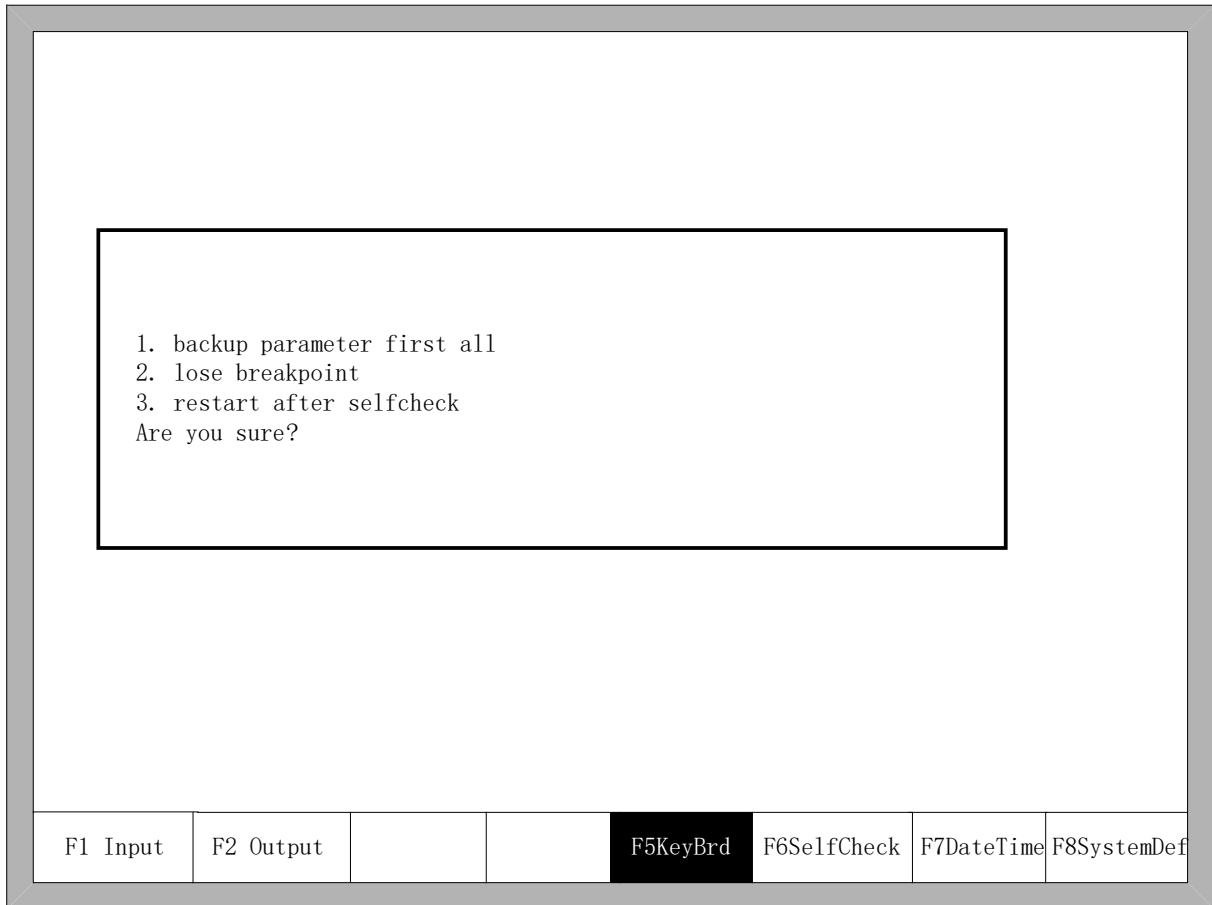 1. backup parameter first all
2. lose breakpoint
3. restart after selfcheck
Are you sure?
F1 Input F2 Output F5KeyBrd F6SelfCheck F7DateTime F8SystemDef